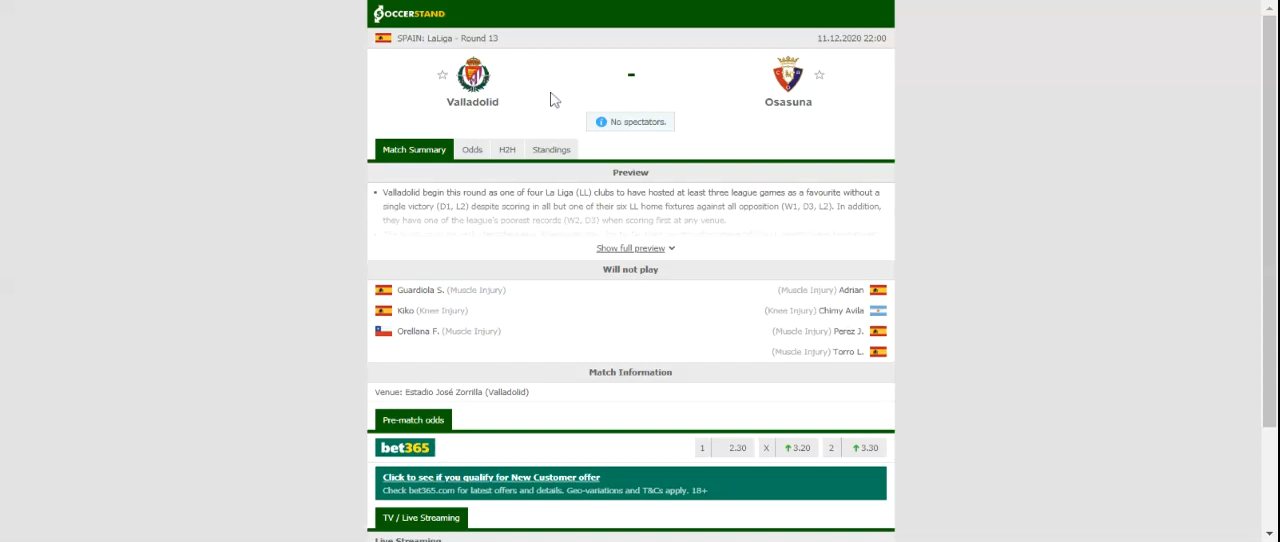 SOCCERSTAND
SPAIN: LaLiga - Round 13 11.12.2020 22:00
Valladolid - Osasuna
No spectators.
Match Summary Odds H2H Standings
Preview
Valladolid begin this round as one of four La Liga (LL) clubs to have hosted at least three league games as a favourite without a
single victory (D1, L2) despite scoring in all but one of their six LL home fixtures against all opposition (W1, D3, L2). In addition,
they have one of the league's poorest records (W2, D3) when scoring first at any venue.
Show full preview
Will not play
Guardiola S. (Muscle Injury) (Muscle Injury) Adrian
Kiko (Knee Injury) (Knee Injury) Chimy Avila
Orellana F. (Muscle Injury) (Muscle Injury) Perez J.
(Muscle Injury) Torro L.
Match Information
Venue: Estadio José Zorrilla (Valladolid)
Pre-match odds
bet365 1 2.30 X 3.20 2 3.30
Click to see if you qualify for New Customer offer
Check bet365.com for latest offers and details. Geo-variations and T&Cs apply. 18+
TV / Live Streaming
Live Streaming